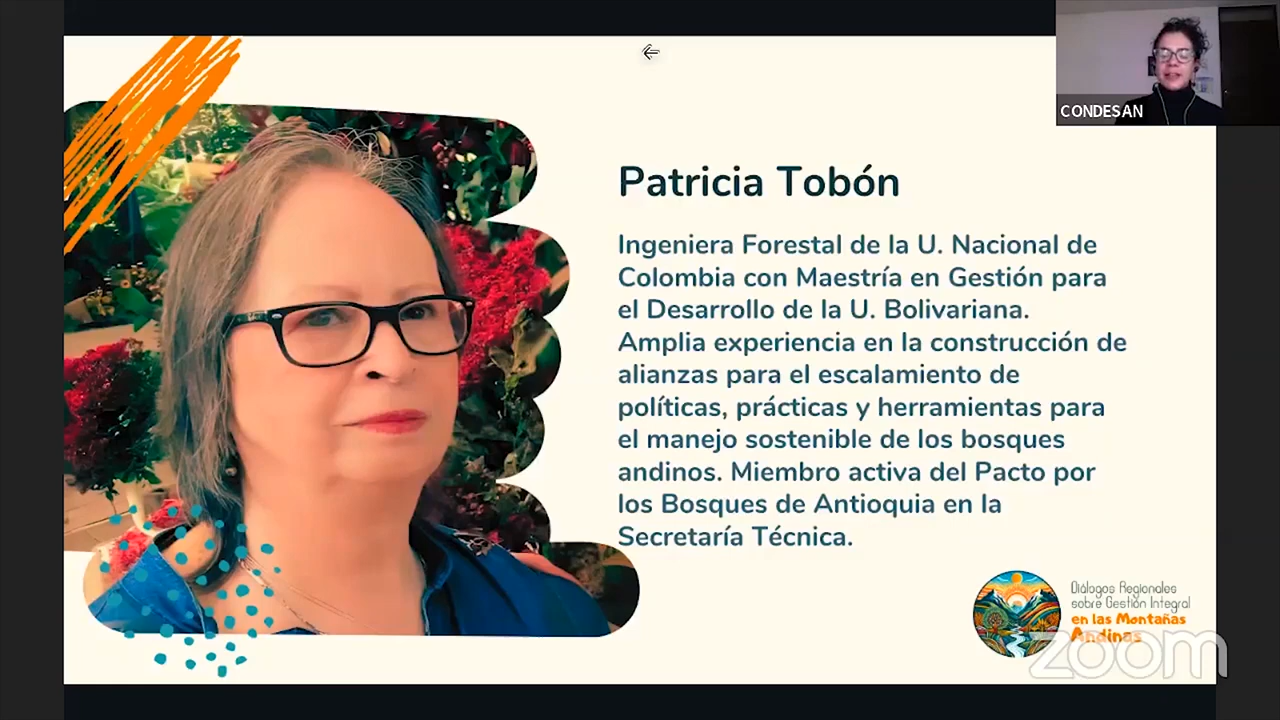 CONDESAN
Patricia Tobón
Ingeniera Forestal de la U. Nacional de
Colombia con Maestría en Gestión para
el Desarrollo de la U. Bolivariana.
Amplia experiencia en la construcción de
alianzas para el escalamiento de
políticas, prácticas y herramientas para
el manejo sostenible de los bosques
andinos. Miembro activa del Pacto por
los Bosques de Antioquia en la
Secretaría Técnica.
Diálogos Regionales
sobre Gestión Integral
en las Montañas
Andinas
zoom